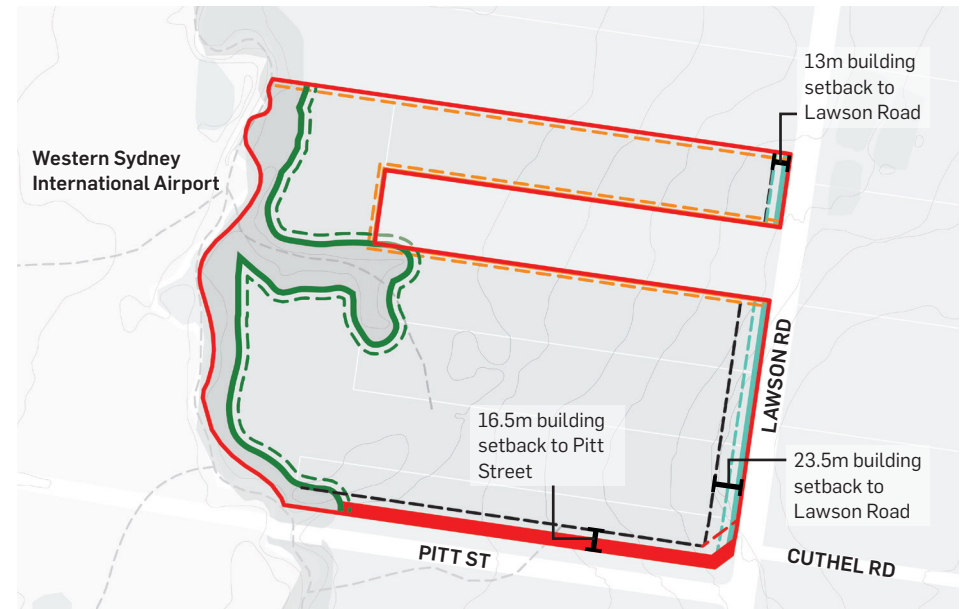 13m building
setback to
Lawson Road
Western Sydney
International Airport
LAWSON RD
16.5m building
setback to Pitt
Street
23.5m building
setback to
Lawson Road
PITT ST
CUTHEL RD